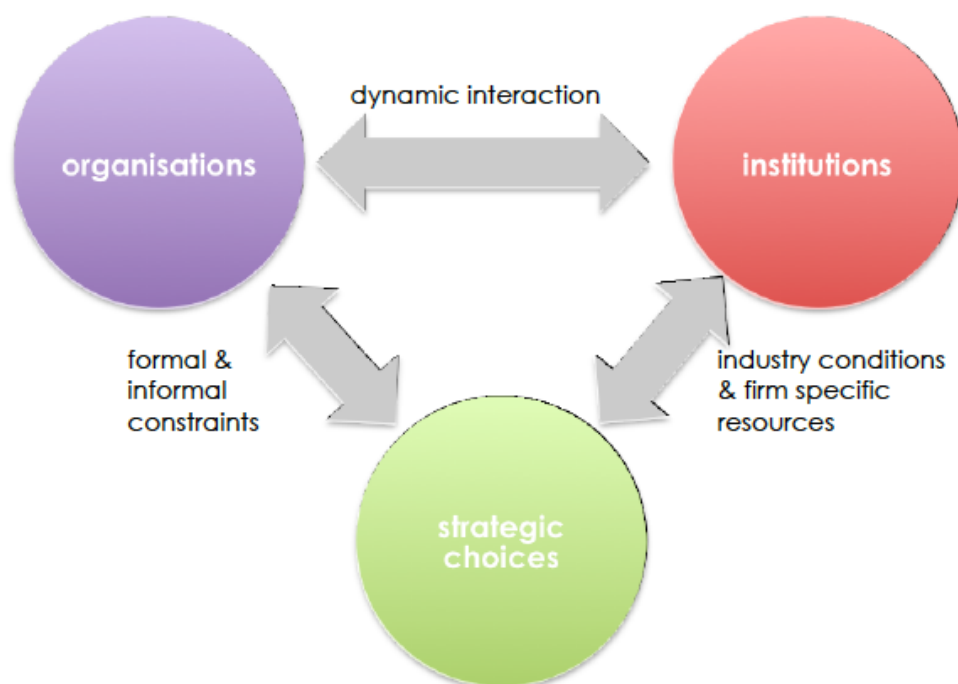 dynamic interaction
organisations
institutions
formal &
informal
constraints
industry conditions
& firm specific
resources
strategic
choices